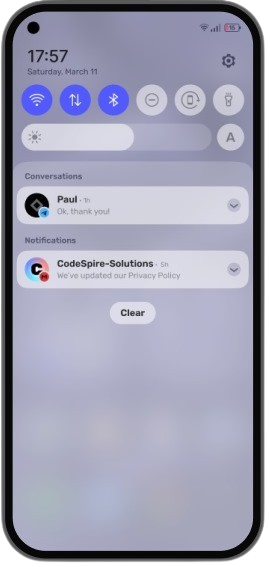 17:57
Saturday, March 11
A
Conversations
Paul · 1h
Ok, thank you!
Notifications
CodeSpire-Solutions · 5h
We've updated our Privacy Policy
Clear